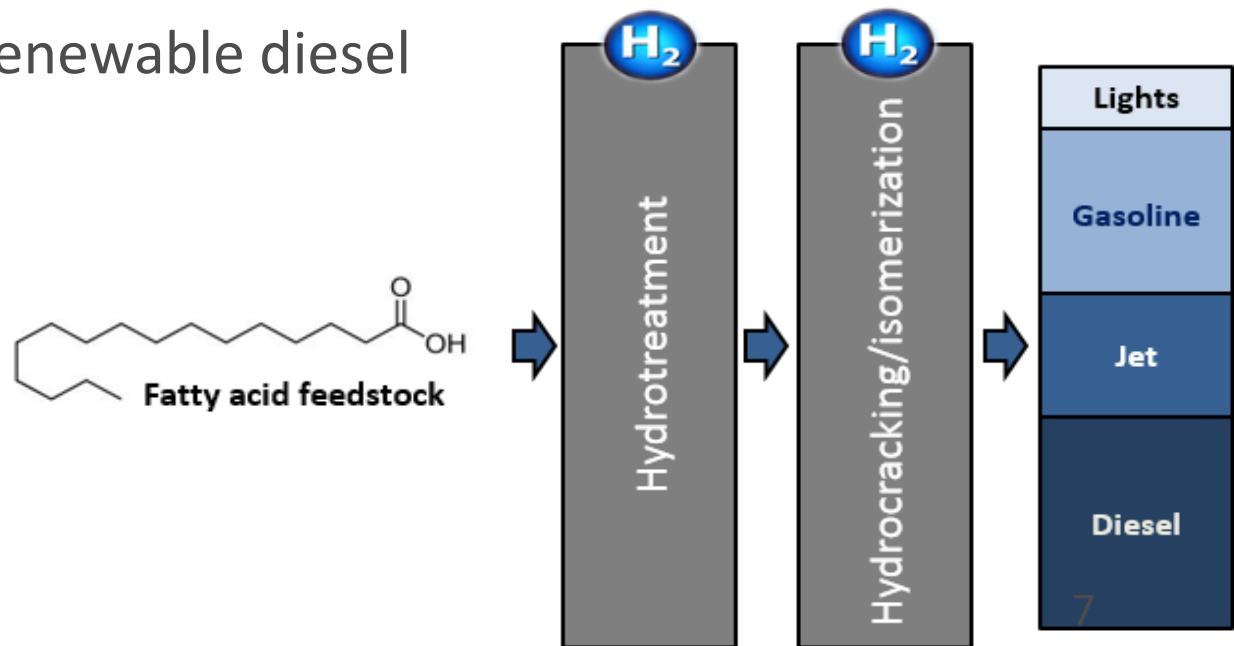 enewable diesel
H₂
H₂
Lights
Gasoline
Jet
Diesel
7
Hydrotreatment
Hydrocracking/isomerization
O
OH
Fatty acid feedstock